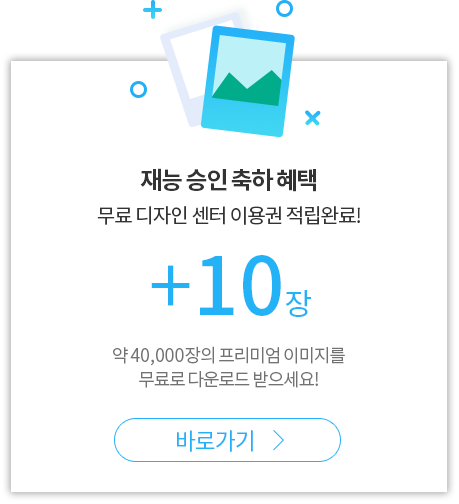 재능 승인 축하 혜택
무료 디자인 센터 이용권 적립완료!
+10장
약 40,000장의 프리미엄 이미지를
무료로 다운로드 받으세요!
바로가기